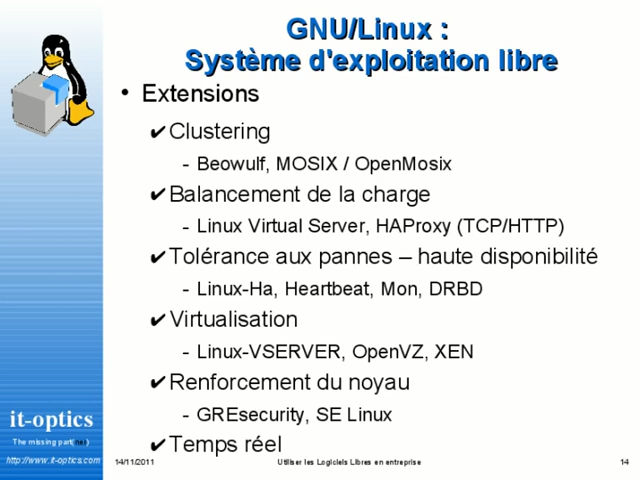 GNU/Linux :
Système d'exploitation libre
• Extensions
✔ Clustering
- Beowulf, MOSIX / OpenMosix
✔ Balancement de la charge
- Linux Virtual Server, HAProxy (TCP/HTTP)
✔ Tolérance aux pannes – haute disponibilité
- Linux-Ha, Heartbeat, Mon, DRBD
✔ Virtualisation
- Linux-VSERVER, OpenVZ, XEN
✔ Renforcement du noyau
- GREsecurity, SE Linux
✔ Temps réel
it-optics
The missing part(ner)
http://www.it-optics.com
14/11/2011
Utiliser les Logiciels Libres en entreprise
14